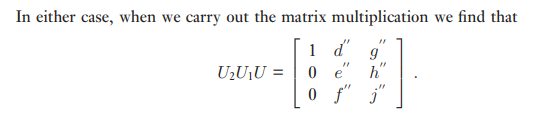 In either case, when we carry out the matrix multiplication we find that
U₂U₁U = [ 1 d″ g″
0 e″ h″
0 f″ j″ ] .